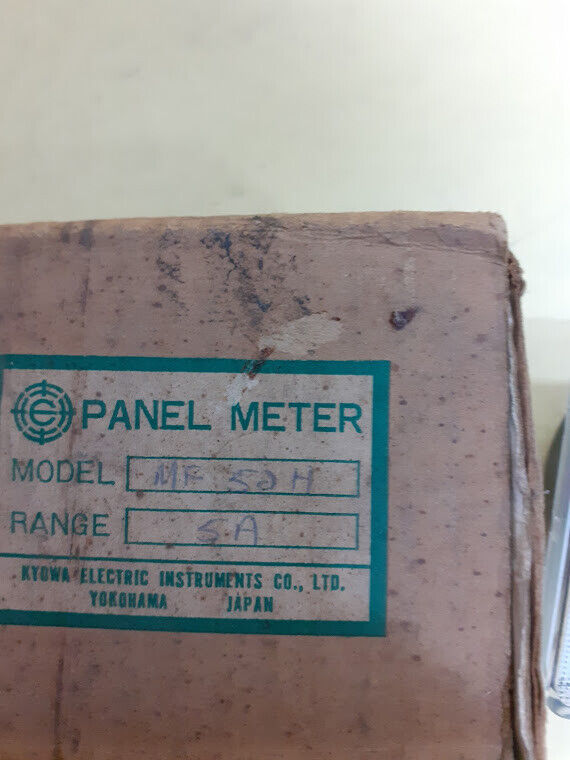 PANEL METER
MODEL MF 52H
RANGE 5A
KYOWA ELECTRIC INSTRUMENTS CO., LTD.
YOKOHAMA JAPAN